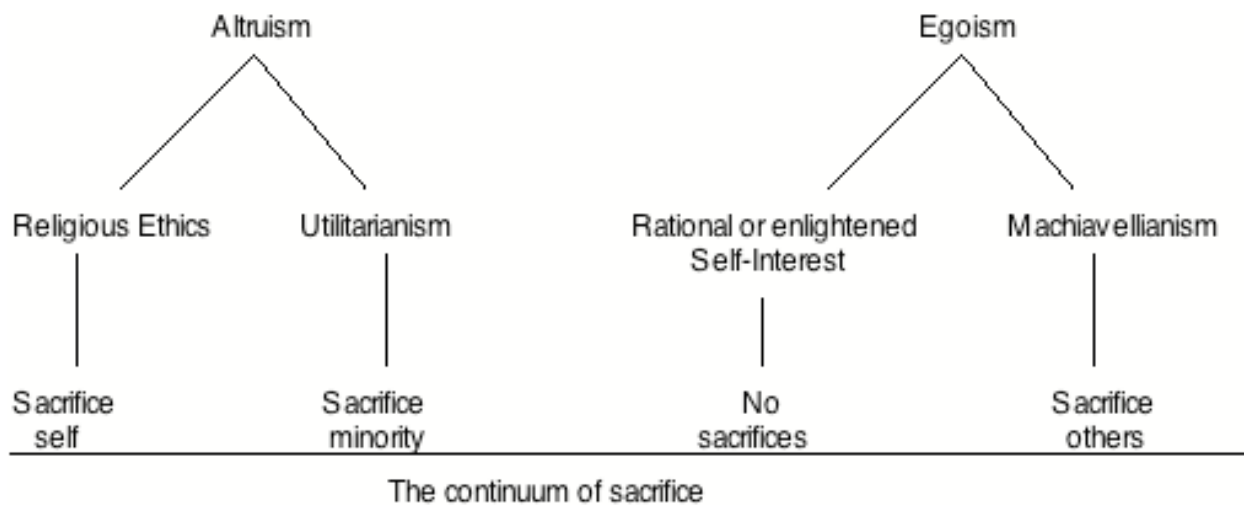 Altruism
Egoism
Religious Ethics
Utilitarianism
Rational or enlightened
Self-Interest
Machiavellianism
Sacrifice
self
Sacrifice
minority
No
sacrifices
Sacrifice
others
The continuum of sacrifice